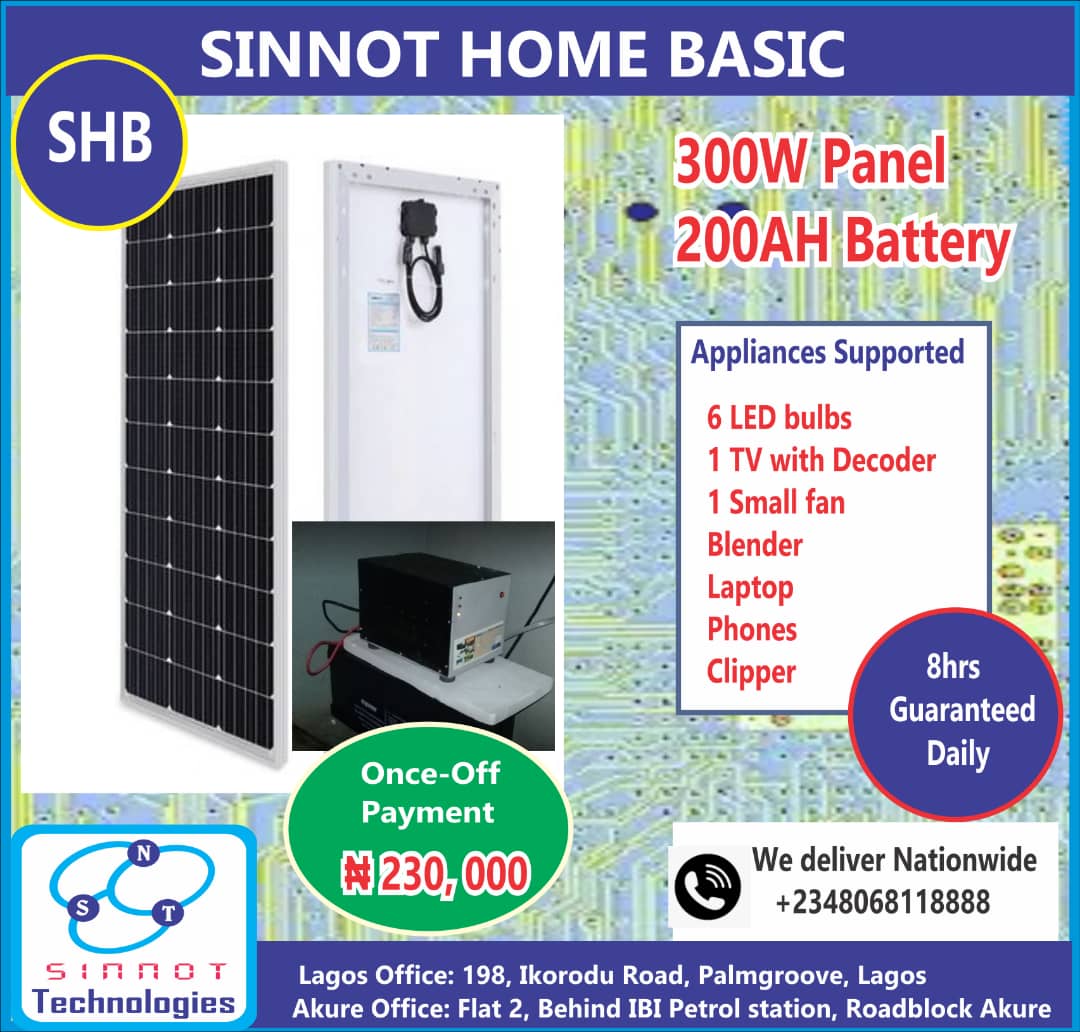 SINNOT HOME BASIC
SHB
300W Panel
200AH Battery
Appliances Supported
6 LED bulbs
1 TV with Decoder
1 Small fan
Blender
Laptop
Phones
Clipper
8hrs
Guaranteed
Daily
Once-Off
Payment
₦ 230, 000
We deliver Nationwide
+2348068118888
N
S
T
SINNOT
Technologies
Lagos Office: 198, Ikorodu Road, Palmgroove, Lagos
Akure Office: Flat 2, Behind IBI Petrol station, Roadblock Akure